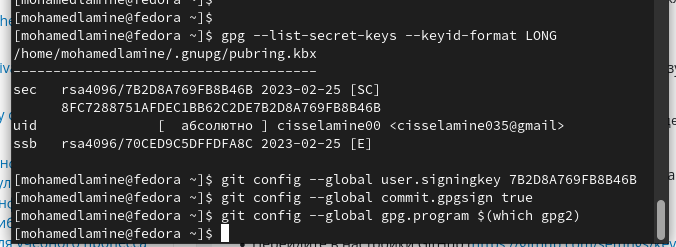 [mohamedlamine@fedora ~]$
[mohamedlamine@fedora ~]$
[mohamedlamine@fedora ~]$ gpg --list-secret-keys --keyid-format LONG
/home/mohamedlamine/.gnupg/pubring.kbx
--------------------------------------
sec   rsa4096/7B2D8A769FB8B46B 2023-02-25 [SC]
      8FC7288751AFDEC1BB62C2DE7B2D8A769FB8B46B
uid              [  абсолютно ] cisselamine00 <cisselamine035@gmail>
ssb   rsa4096/70CED9C5DFFDFA8C 2023-02-25 [E]
[mohamedlamine@fedora ~]$ git config --global user.signingkey 7B2D8A769FB8B46B
[mohamedlamine@fedora ~]$ git config --global commit.gpgsign true
[mohamedlamine@fedora ~]$ git config --global gpg.program $(which gpg2)
[mohamedlamine@fedora ~]$